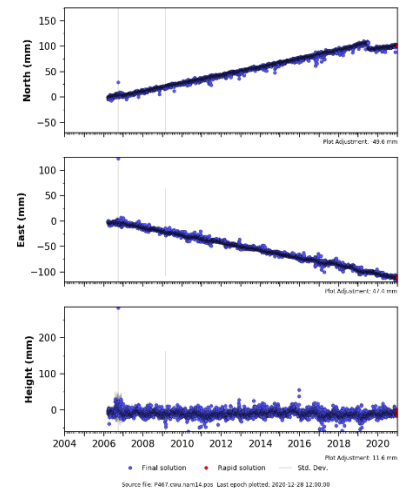 150
100
50
0
−50
North (mm)
Plot Adjustment: 49.6 mm
100
50
0
−50
−100
East (mm)
Plot Adjustment: 47.4 mm
200
100
0
Height (mm)
2004 2006 2008 2010 2012 2014 2016 2018 2020
Plot Adjustment: 11.6 mm
Final solution Rapid solution Std. Dev.
Source file: P467.cwu.nam14.pos Last epoch plotted: 2020-12-28 12:00:00